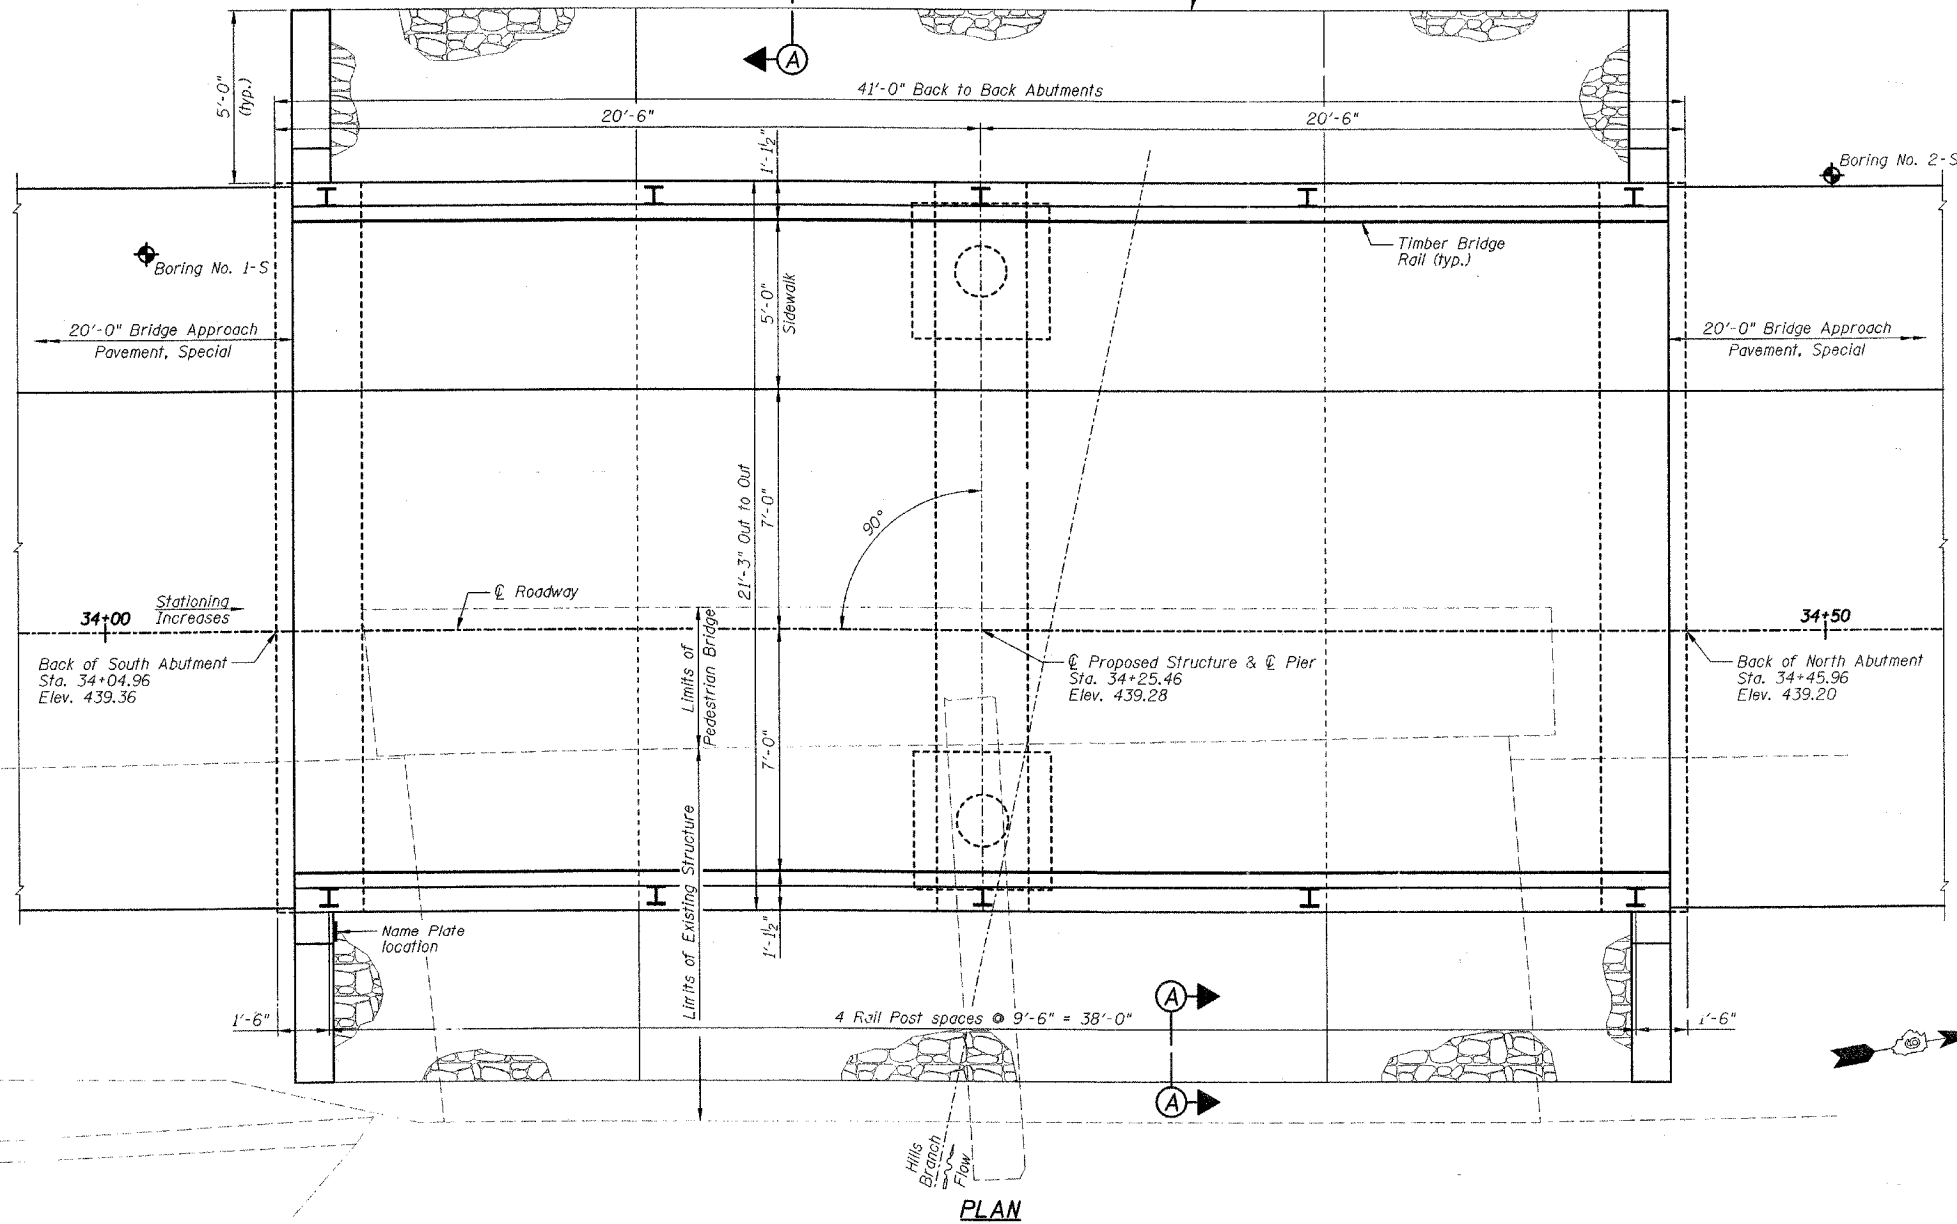 A
5'-0"
(typ.)
41'-0" Back to Back Abutments
20'-6"
20'-6"
1'-1½"
Boring No. 2-S
Boring No. 1-S
Timber Bridge
Rail (typ.)
5'-0"
Sidewalk
20'-0" Bridge Approach
Pavement, Special
20'-0" Bridge Approach
Pavement, Special
21'-3" Out to Out
7'-0"
90°
℄ Roadway
34+00
Stationing
Increases
34+50
Back of South Abutment
Sta. 34+04.96
Elev. 439.36
Limits of
Pedestrian Bridge
℄ Proposed Structure & ℄ Pier
Sta. 34+25.46
Elev. 439.28
Back of North Abutment
Sta. 34+45.96
Elev. 439.20
7'-0"
Limits of Existing Structure
Name Plate
location
1'-1½"
A
1'-6"
4 Rail Post spaces @ 9'-6" = 38'-0"
1'-6"
A
Hills
Branch
Flow
PLAN